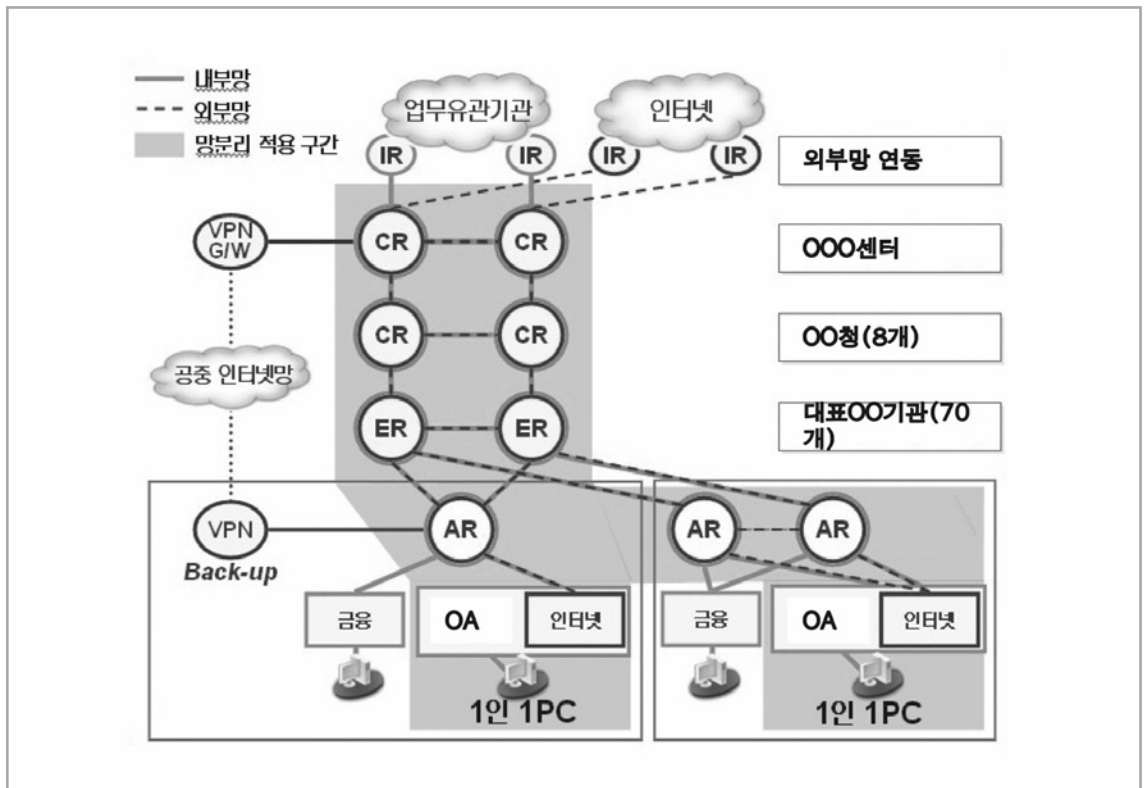 내부망
외부망
망분리 적용 구간
업무유관기관
인터넷
IR
IR
IR
IR
외부망 연동
VPN
G/W
CR
CR
OOO센터
CR
CR
OO청(8개)
공중 인터넷망
ER
ER
대표OO기관(70
개)
VPN
AR
AR
AR
Back-up
금융
OA
인터넷
금융
OA
인터넷
1인 1PC
1인 1PC